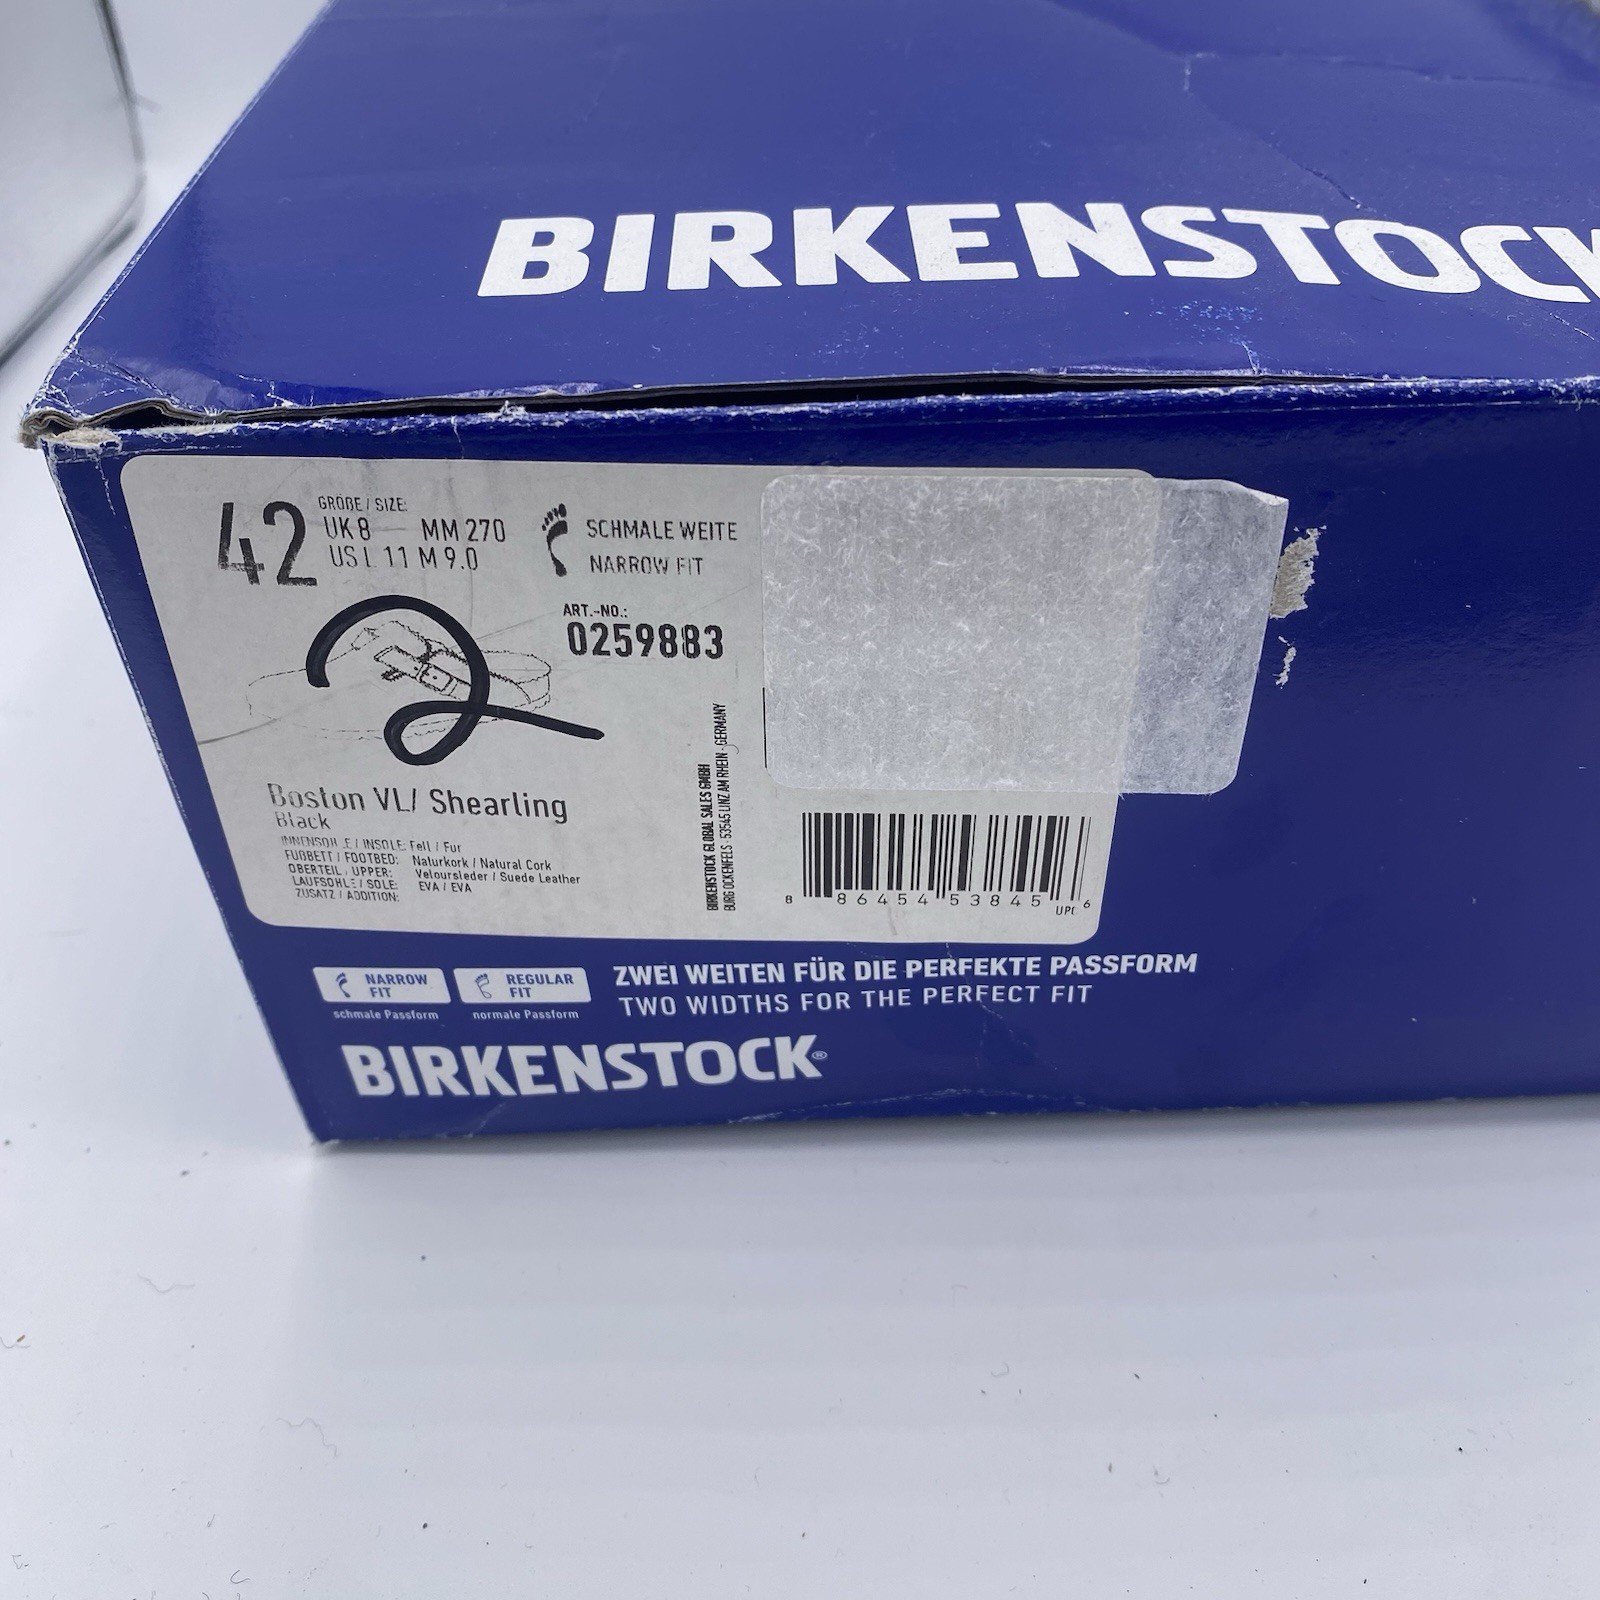 BIRKENSTOCK
42
GRÖßE / SIZE:
UK 8 MM 270
US L 11 M 9.0
SCHMALE WEITE
NARROW FIT
ART.-NO.:
0259883
2
Boston VL/ Shearling
Black
INNENSOHLE / INSOLE: Fell / Fur
FUßBETT / FOOTBED: Naturkork / Natural Cork
OBERTEIL / UPPER: Veloursleder / Suede Leather
LAUFSOHLE / SOLE: EVA / EVA
ZUSATZ / ADDITION:
BIRKENSTOCK GLOBAL SALES GMBH
BURG OCKENFELS - 53545 LINZ AM RHEIN - GERMANY
8 86454 53845 6
UPC
NARROW FIT
schmale Passform
REGULAR FIT
normale Passform
ZWEI WEITEN FÜR DIE PERFEKTE PASSFORM
TWO WIDTHS FOR THE PERFECT FIT
BIRKENSTOCK®